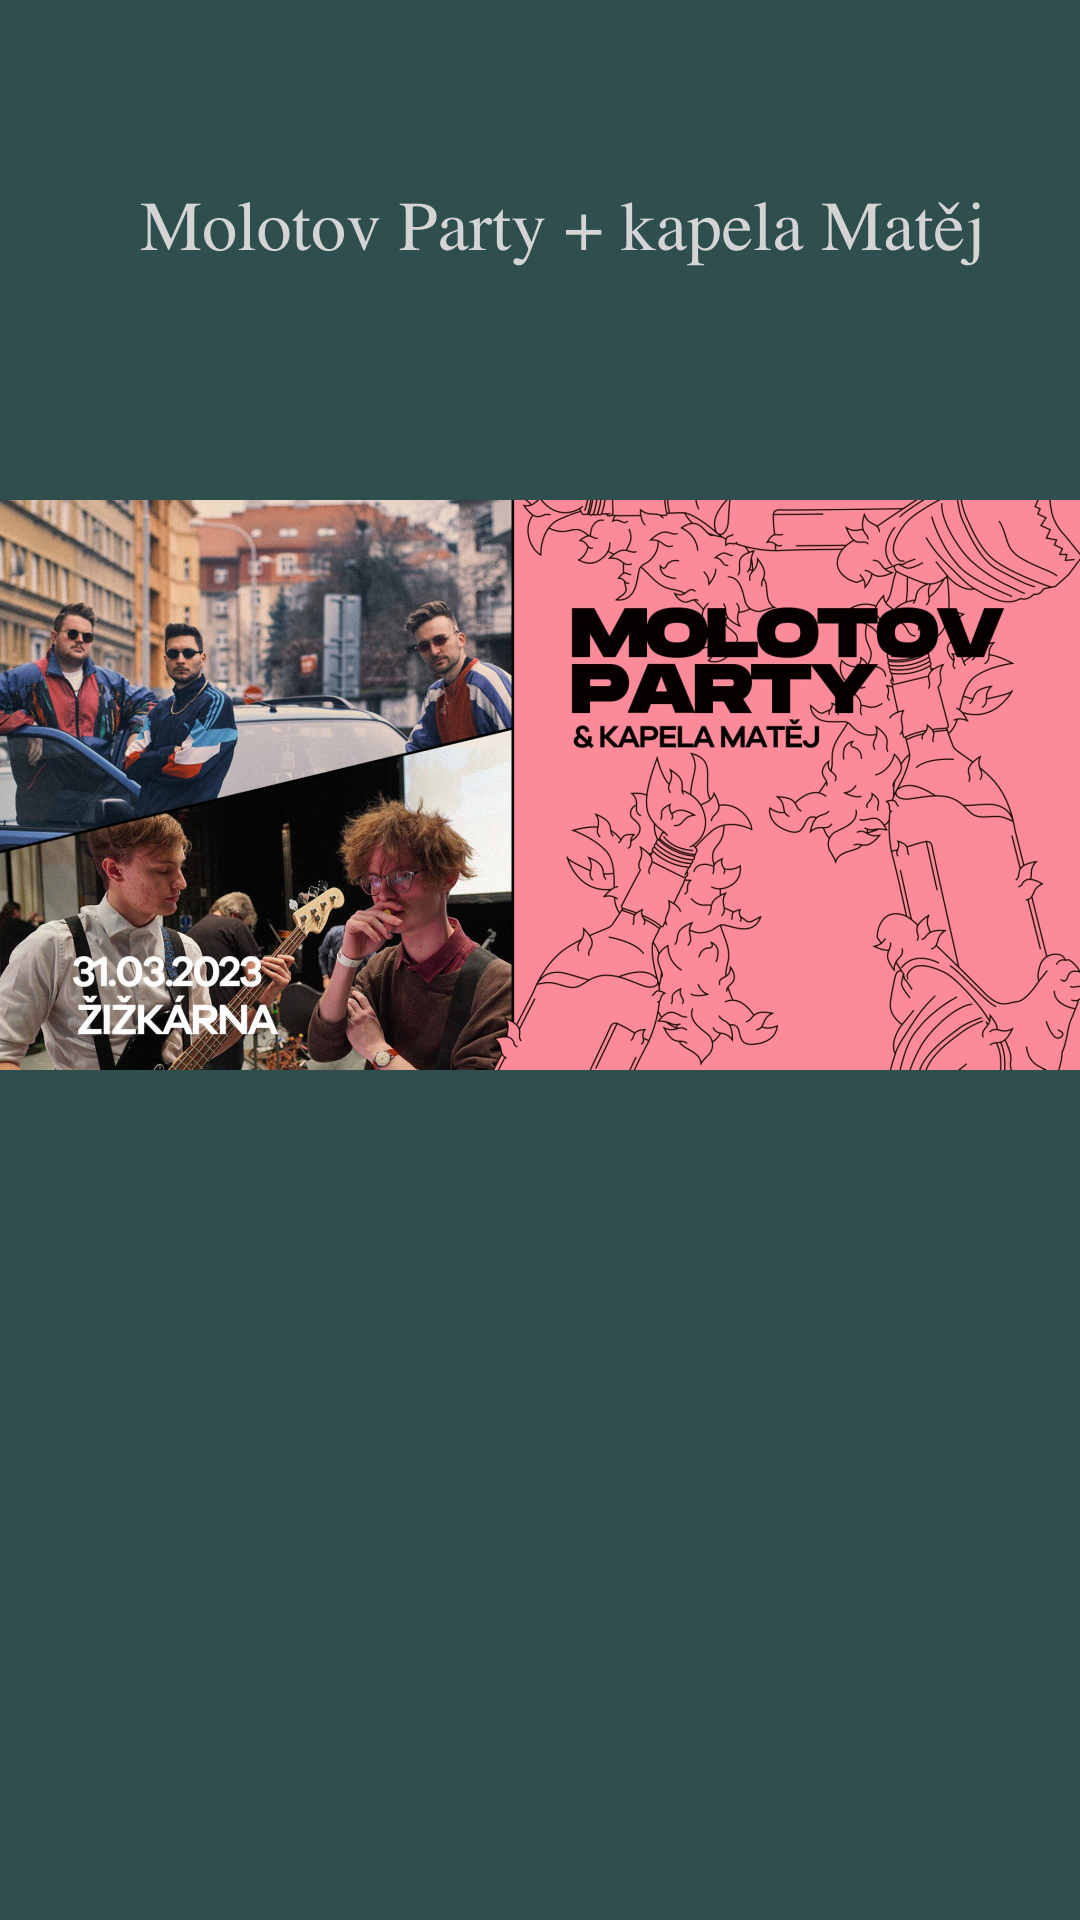 Molotov Party + kapela Matěj
MOLOTOV
PARTY
& KAPELA MATĚJ
31.03.2023
ŽIŽKÁRNA